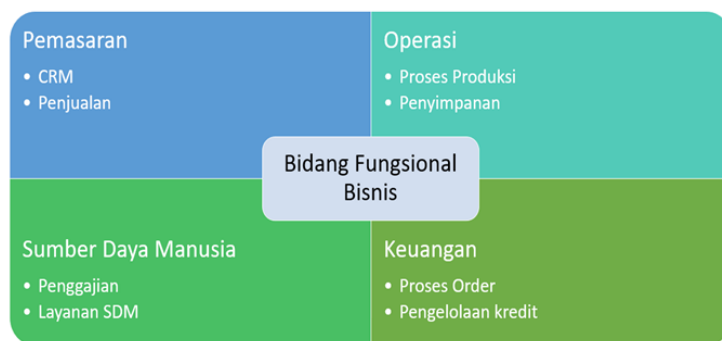 Pemasaran
• CRM
• Penjualan
Operasi
• Proses Produksi
• Penyimpanan
Bidang Fungsional
Bisnis
Sumber Daya Manusia
• Penggajian
• Layanan SDM
Keuangan
• Proses Order
• Pengelolaan kredit